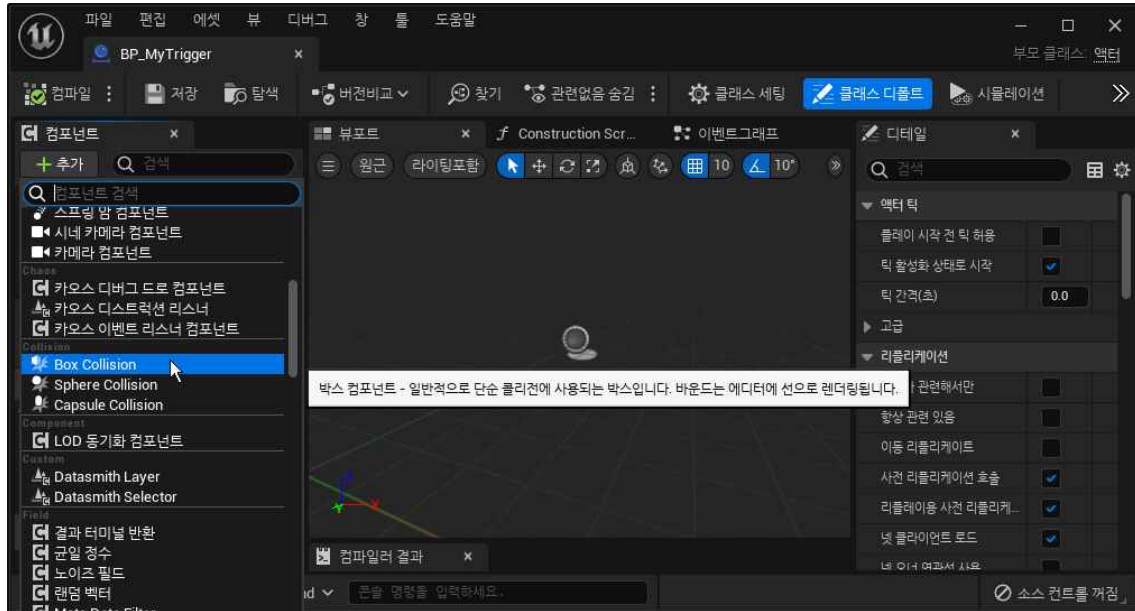 파일 편집 에셋 뷰 디버그 창 툴 도움말
BP_MyTrigger
부모 클래스: 액터
컴파일 저장 탐색 버전비교 찾기 관련없음 숨김 클래스 세팅 클래스 디폴트 시뮬레이션
컴포넌트
뷰포트
Construction Scr...
이벤트그래프
디테일
+ 추가 검색
원근 라이팅포함 10 10°
검색
컴포넌트 검색
스프링 암 컴포넌트
시네 카메라 컴포넌트
카메라 컴포넌트
Chaos
카오스 디버그 드로 컴포넌트
카오스 디스트럭션 리스너
카오스 이벤트 리스너 컴포넌트
Collision
Box Collision
Sphere Collision
Capsule Collision
Component
LOD 동기화 컴포넌트
Custom
Datasmith Layer
Datasmith Selector
Field
결과 터미널 반환
균일 정수
노이즈 필드
랜덤 벡터
Meta Data Filter
박스 컴포넌트 - 일반적으로 단순 콜리전에 사용되는 박스입니다. 바운드는 에디터에 선으로 렌더링됩니다.
액터 틱
플레이 시작 전 틱 허용
틱 활성화 상태로 시작
틱 간격(초) 0.0
고급
리플리케이션
관련해서만
항상 관련 있음
이동 리플리케이트
사전 리플리케이션 호출
리플레이용 사전 리플리케...
넷 클라이언트 로드
넷 오너 연관성 사용
컴파일러 결과
콘솔 명령을 입력하세요.
소스 컨트롤 꺼짐